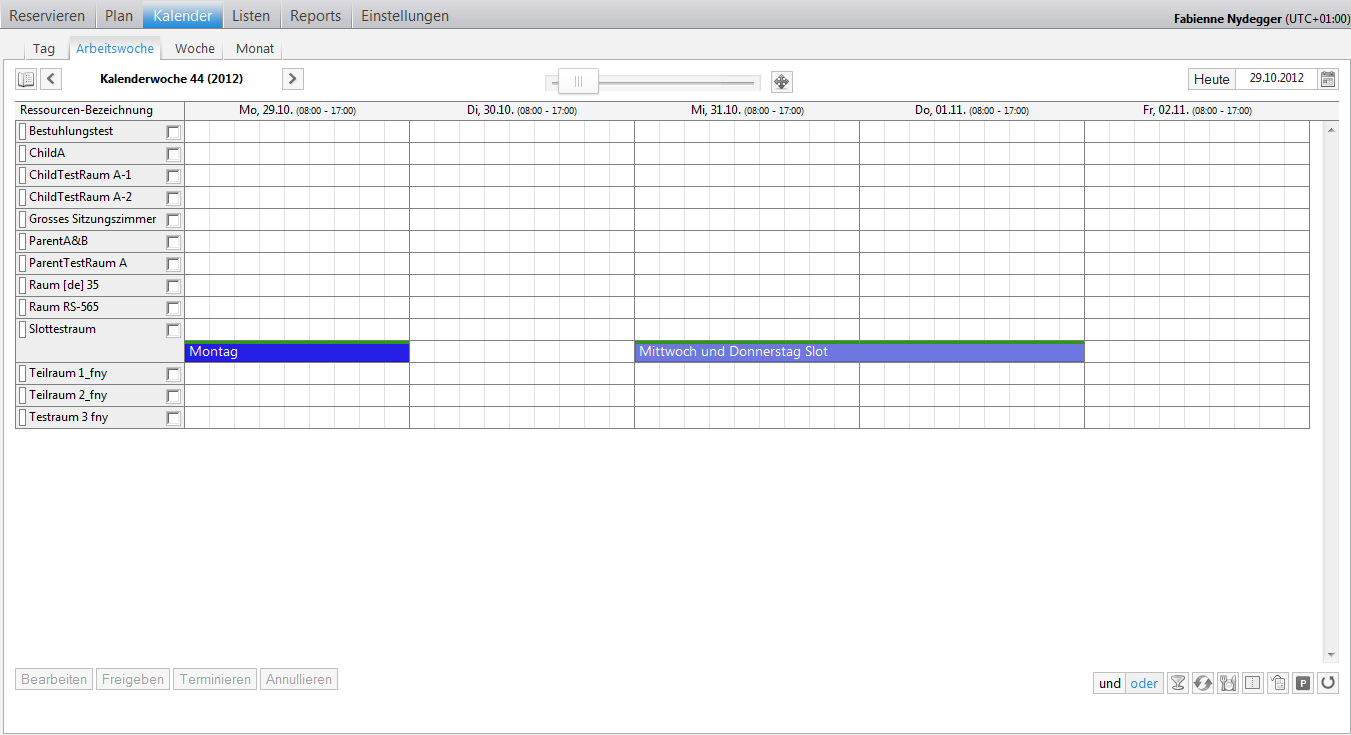 Reservieren Plan Kalender Listen Reports Einstellungen Fabienne Nydegger (UTC+01:00)
Tag Arbeitswoche Woche Monat
Kalenderwoche 44 (2012) Heute 29.10.2012
Ressourcen-Bezeichnung Mo, 29.10. (08:00 - 17:00) Di, 30.10. (08:00 - 17:00) Mi, 31.10. (08:00 - 17:00) Do, 01.11. (08:00 - 17:00) Fr, 02.11. (08:00 - 17:00)
Bestuhlungstest
ChildA
ChildTestRaum A-1
ChildTestRaum A-2
Grosses Sitzungszimmer
ParentA&B
ParentTestRaum A
Raum [de] 35
Raum RS-565
Slottestraum
Montag Mittwoch und Donnerstag Slot
Teilraum 1_fny
Teilraum 2_fny
Testraum 3 fny
Bearbeiten Freigeben Terminieren Annullieren und oder P